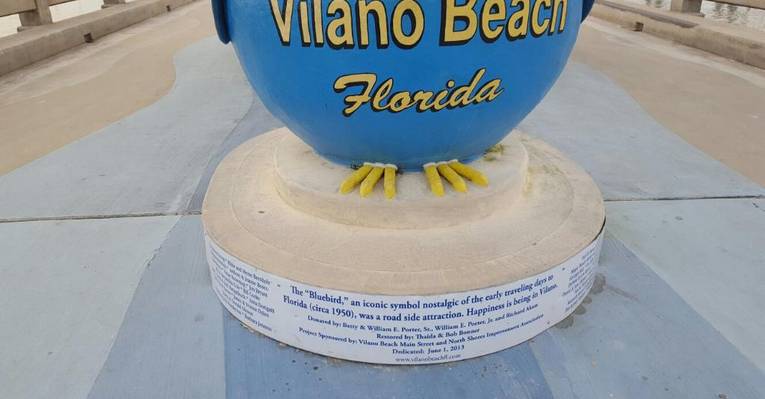 Vilano Beach
Florida
The "Bluebird," an iconic symbol nostalgic of the early traveling days to
Florida (circa 1950), was a road side attraction. Happiness is being in Vilano.
Donated by: Betty & William E. Porter, Sr., William E. Porter, Jr. and Richard Akam
Restored by: Thaida & Bob Bonner
Project Sponsored by: Vilano Beach Main Street and North Shores Improvement Association
Dedicated: June 1, 2013
www.vilanobeachfl.com